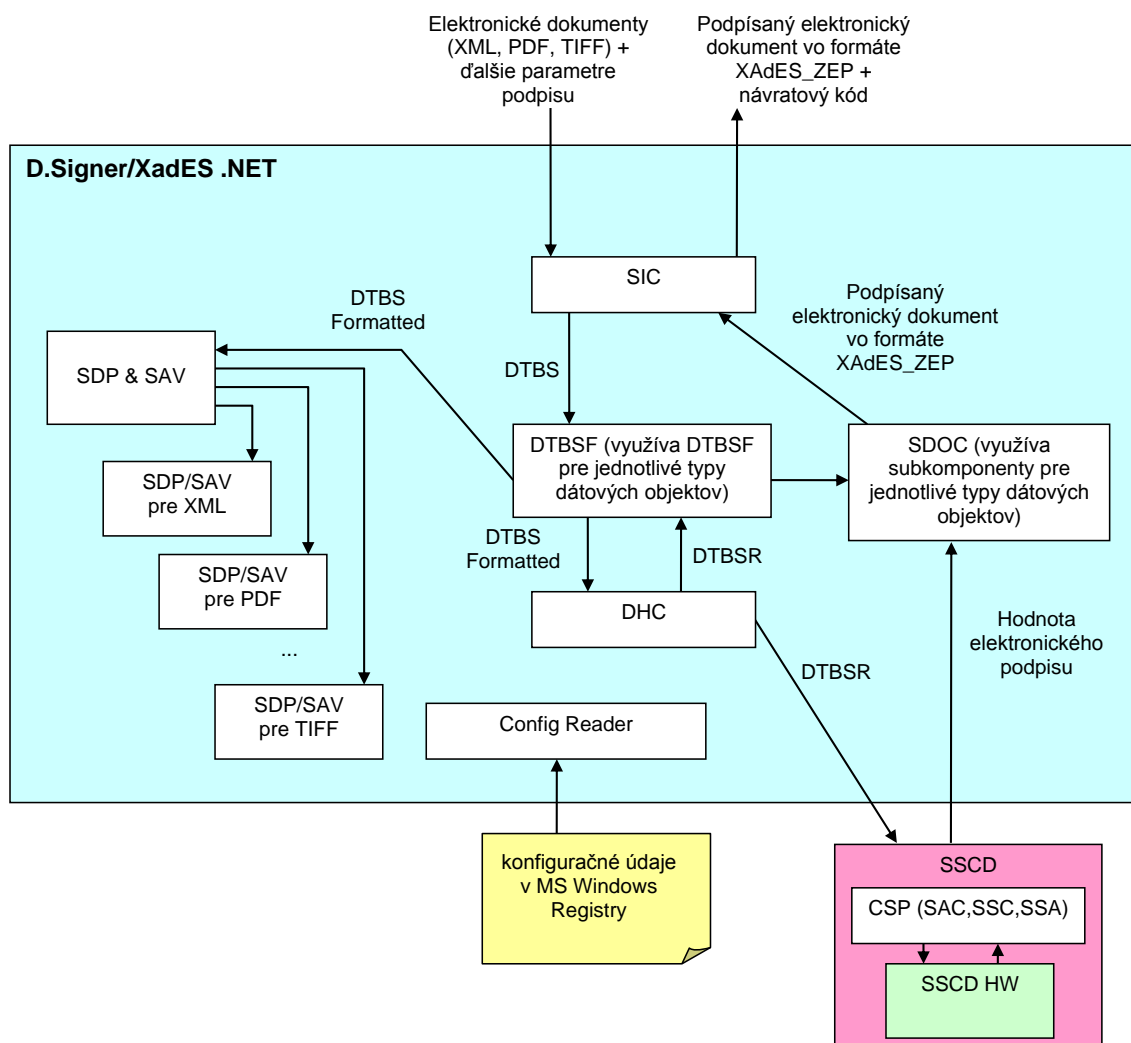 Elektronické dokumenty
(XML, PDF, TIFF) +
ďalšie parametre
podpisu
Podpísaný elektronický
dokument vo formáte
XAdES_ZEP +
návratový kód
D.Signer/XadES .NET
SIC
DTBS
Formatted
Podpísaný
elektronický dokument
vo formáte
XAdES_ZEP
SDP & SAV
DTBS
DTBSF (využíva DTBSF
pre jednotlivé typy
dátových objektov)
SDOC (využíva
subkomponenty pre
jednotlivé typy dátových
objektov)
SDP/SAV
pre XML
DTBS
Formatted
DTBSR
SDP/SAV
pre PDF
DHC
Hodnota
elektronického
podpisu
...
DTBSR
SDP/SAV
pre TIFF
Config Reader
konfiguračné údaje
v MS Windows
Registry
SSCD
CSP (SAC,SSC,SSA)
SSCD HW